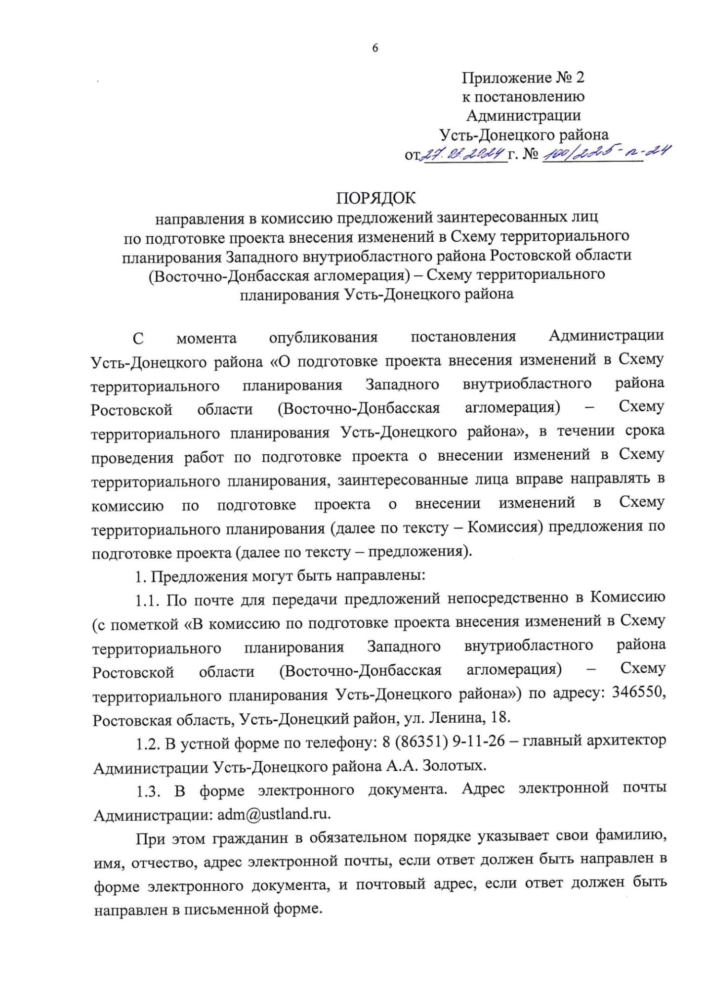 6
Приложение № 2
к постановлению
Администрации
Усть-Донецкого района
от 27.03.2024 г. № 100/225-п-24
ПОРЯДОК
направления в комиссию предложений заинтересованных лиц
по подготовке проекта внесения изменений в Схему территориального
планирования Западного внутриобластного района Ростовской области
(Восточно-Донбасская агломерация) – Схему территориального
планирования Усть-Донецкого района
С момента опубликования постановления Администрации
Усть-Донецкого района «О подготовке проекта внесения изменений в Схему
территориального планирования Западного внутриобластного района
Ростовской области (Восточно-Донбасская агломерация) – Схему
территориального планирования Усть-Донецкого района», в течении срока
проведения работ по подготовке проекта о внесении изменений в Схему
территориального планирования, заинтересованные лица вправе направлять в
комиссию по подготовке проекта о внесении изменений в Схему
территориального планирования (далее по тексту – Комиссия) предложения по
подготовке проекта (далее по тексту – предложения).
1. Предложения могут быть направлены:
1.1. По почте для передачи предложений непосредственно в Комиссию
(с пометкой «В комиссию по подготовке проекта внесения изменений в Схему
территориального планирования Западного внутриобластного района
Ростовской области (Восточно-Донбасская агломерация) – Схему
территориального планирования Усть-Донецкого района») по адресу: 346550,
Ростовская область, Усть-Донецкий район, ул. Ленина, 18.
1.2. В устной форме по телефону: 8 (86351) 9-11-26 – главный архитектор
Администрации Усть-Донецкого района А.А. Золотых.
1.3. В форме электронного документа. Адрес электронной почты
Администрации: adm@ustland.ru.
При этом гражданин в обязательном порядке указывает свои фамилию,
имя, отчество, адрес электронной почты, если ответ должен быть направлен в
форме электронного документа, и почтовый адрес, если ответ должен быть
направлен в письменной форме.